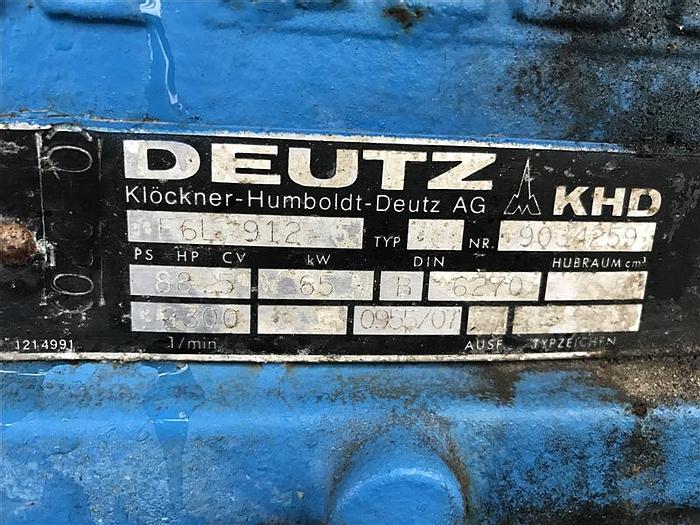 DEUTZ
Klöckner-Humboldt-Deutz AG KHD
F6L 912 TYP NR. 9034259
PS HP CV kW DIN HUBRAUM cm³
88.5 65 B 6270
2300 0955/07
1/min AUSF. TYPZEICHEN
1214991